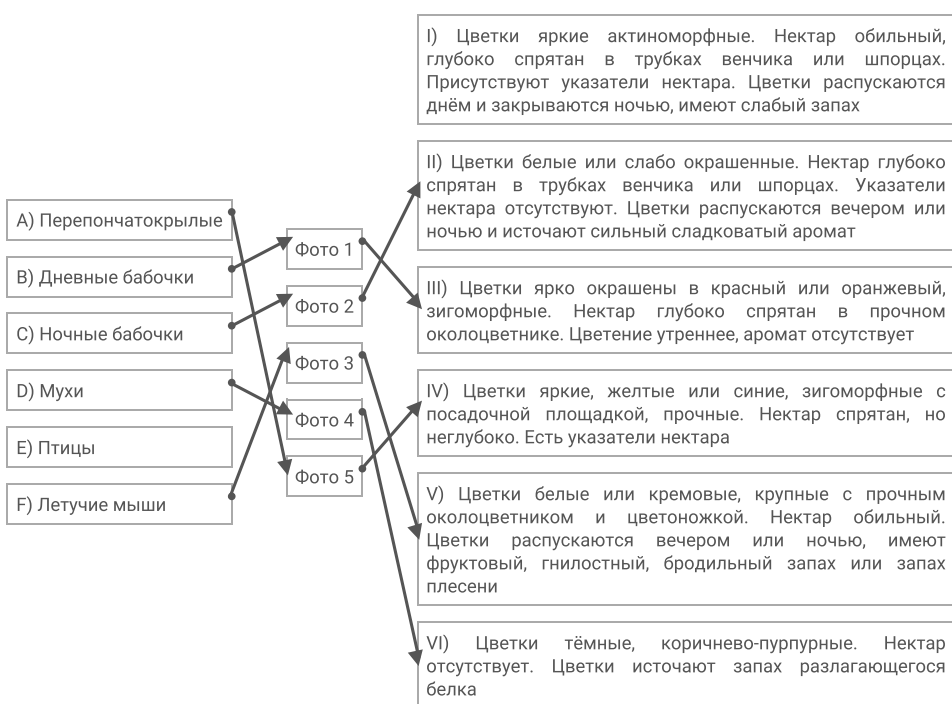 A) Перепончатокрылые
B) Дневные бабочки
C) Ночные бабочки
D) Мухи
E) Птицы
F) Летучие мыши
Фото 1
Фото 2
Фото 3
Фото 4
Фото 5
I) Цветки яркие актиноморфные. Нектар обильный,
глубоко спрятан в трубках венчика или шпорцах.
Присутствуют указатели нектара. Цветки распускаются
днём и закрываются ночью, имеют слабый запах
II) Цветки белые или слабо окрашенные. Нектар глубоко
спрятан в трубках венчика или шпорцах. Указатели
нектара отсутствуют. Цветки распускаются вечером или
ночью и источают сильный сладковатый аромат
III) Цветки ярко окрашены в красный или оранжевый,
зигоморфные. Нектар глубоко спрятан в прочном
околоцветнике. Цветение утреннее, аромат отсутствует
IV) Цветки яркие, желтые или синие, зигоморфные с
посадочной площадкой, прочные. Нектар спрятан, но
неглубоко. Есть указатели нектара
V) Цветки белые или кремовые, крупные с прочным
околоцветником и цветоножкой. Нектар обильный.
Цветки распускаются вечером или ночью, имеют
фруктовый, гнилостный, бродильный запах или запах
плесени
VI) Цветки тёмные, коричнево-пурпурные. Нектар
отсутствует. Цветки источают запах разлагающегося
белка